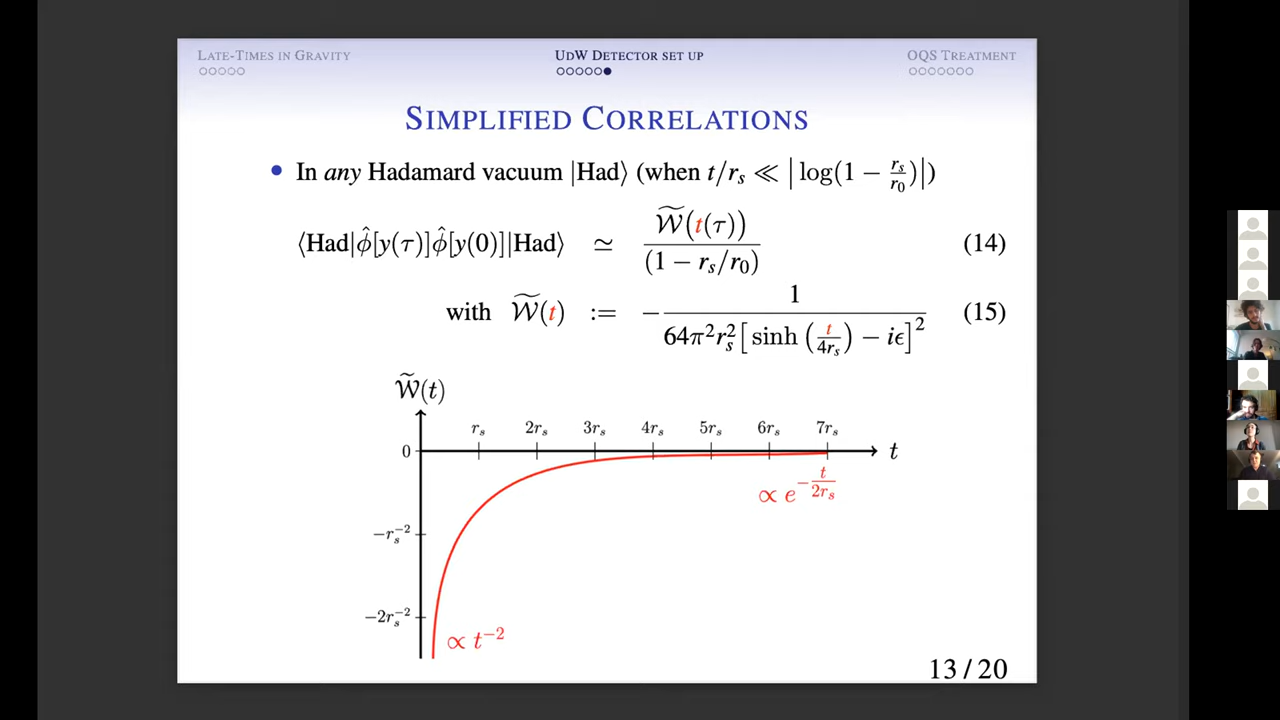 LATE-TIMES IN GRAVITY UDW DETECTOR SET UP OQS TREATMENT
SIMPLIFIED CORRELATIONS
• In any Hadamard vacuum |Had⟩ (when t/r_s ≪ |log(1 − r_s/r_0)|)
⟨Had|φ̂[y(τ)]φ̂[y(0)]|Had⟩ ≃ W̃(t(τ)) / (1 − r_s/r_0) (14)
with W̃(t) := − 1 / (64π²r_s²[sinh(t/4r_s) − iϵ]²) (15)
W̃(t)
r_s 2r_s 3r_s 4r_s 5r_s 6r_s 7r_s
0 t
∝ e^{−t/2r_s}
−r_s^{−2}
−2r_s^{−2}
∝ t^{−2}
13 / 20